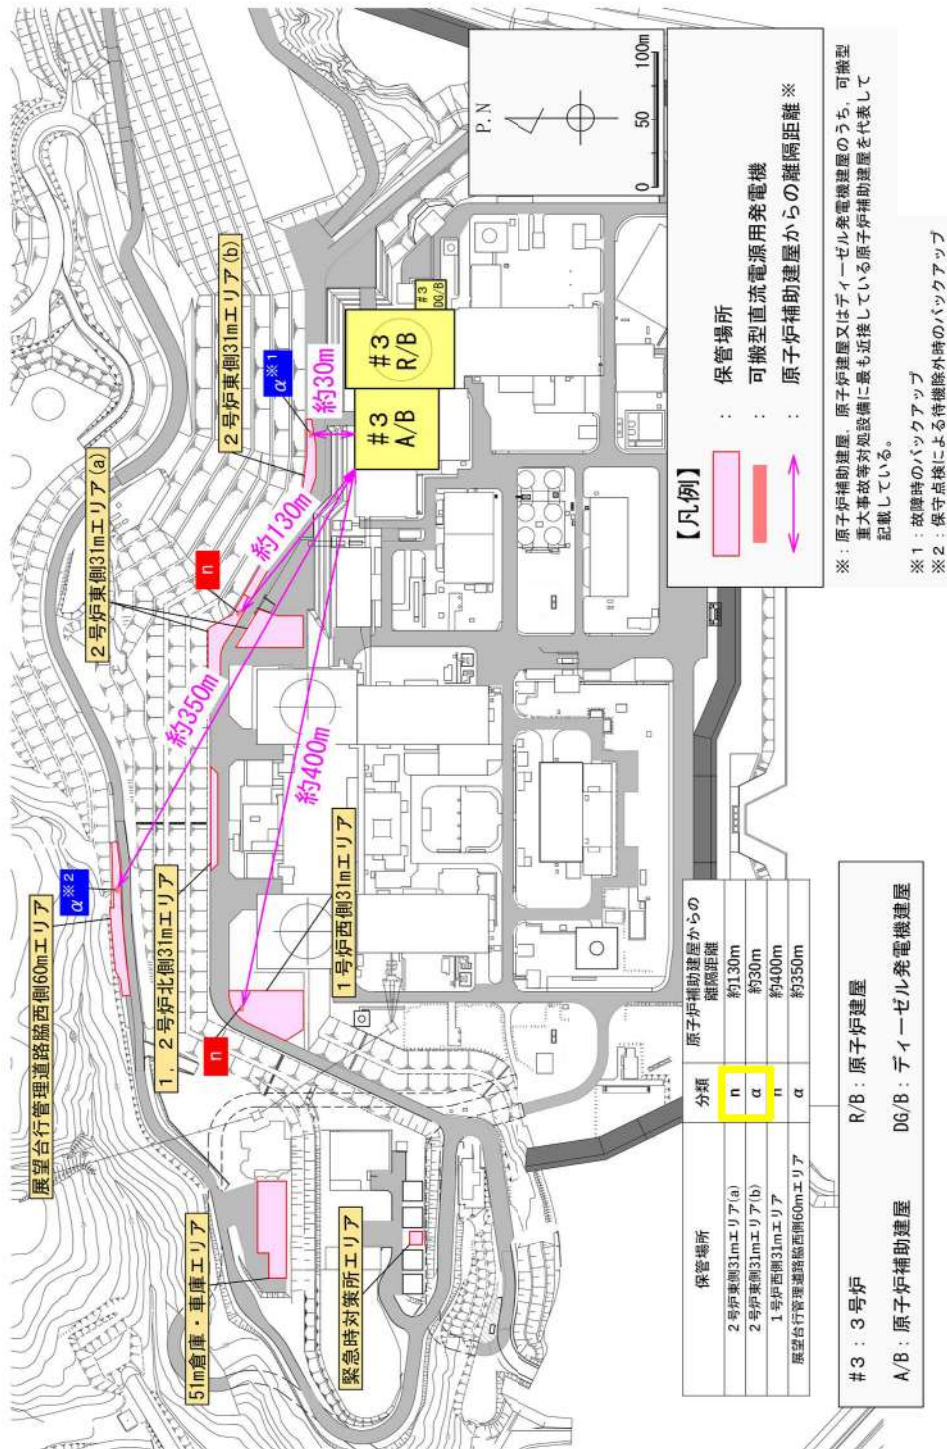 展望台行管理道路脇西側60mエリア
α※2
2号炉東側31mエリア(a)
n
2号炉東側31mエリア(b)
α※1
約30m
約130m
約350m
約400m
1, 2号炉北側31mエリア
n
1号炉西側31mエリア
51m倉庫・車庫エリア
緊急時対策所エリア
#3
A/B
#3
R/B
#3
DG/B
P.N
0 50 100m
【凡例】
： 保管場所
： 可搬型直流電源用発電機
： 原子炉補助建屋からの離隔距離 ※
※：原子炉補助建屋，原子炉建屋又はディーゼル発電機建屋のうち，可搬型
重大事故等対処設備に最も近接している原子炉補助建屋を代表して
記載している。
※1：故障時のバックアップ
※2：保守点検による待機除外時のバックアップ
保管場所 分類 原子炉補助建屋からの
離隔距離
2号炉東側31mエリア(a) n 約130m
2号炉東側31mエリア(b) α 約30m
1号炉西側31mエリア n 約400m
展望台行管理道路脇西側60mエリア α 約350m
#3：3号炉 R/B：原子炉建屋
A/B：原子炉補助建屋 DG/B：ディーゼル発電機建屋